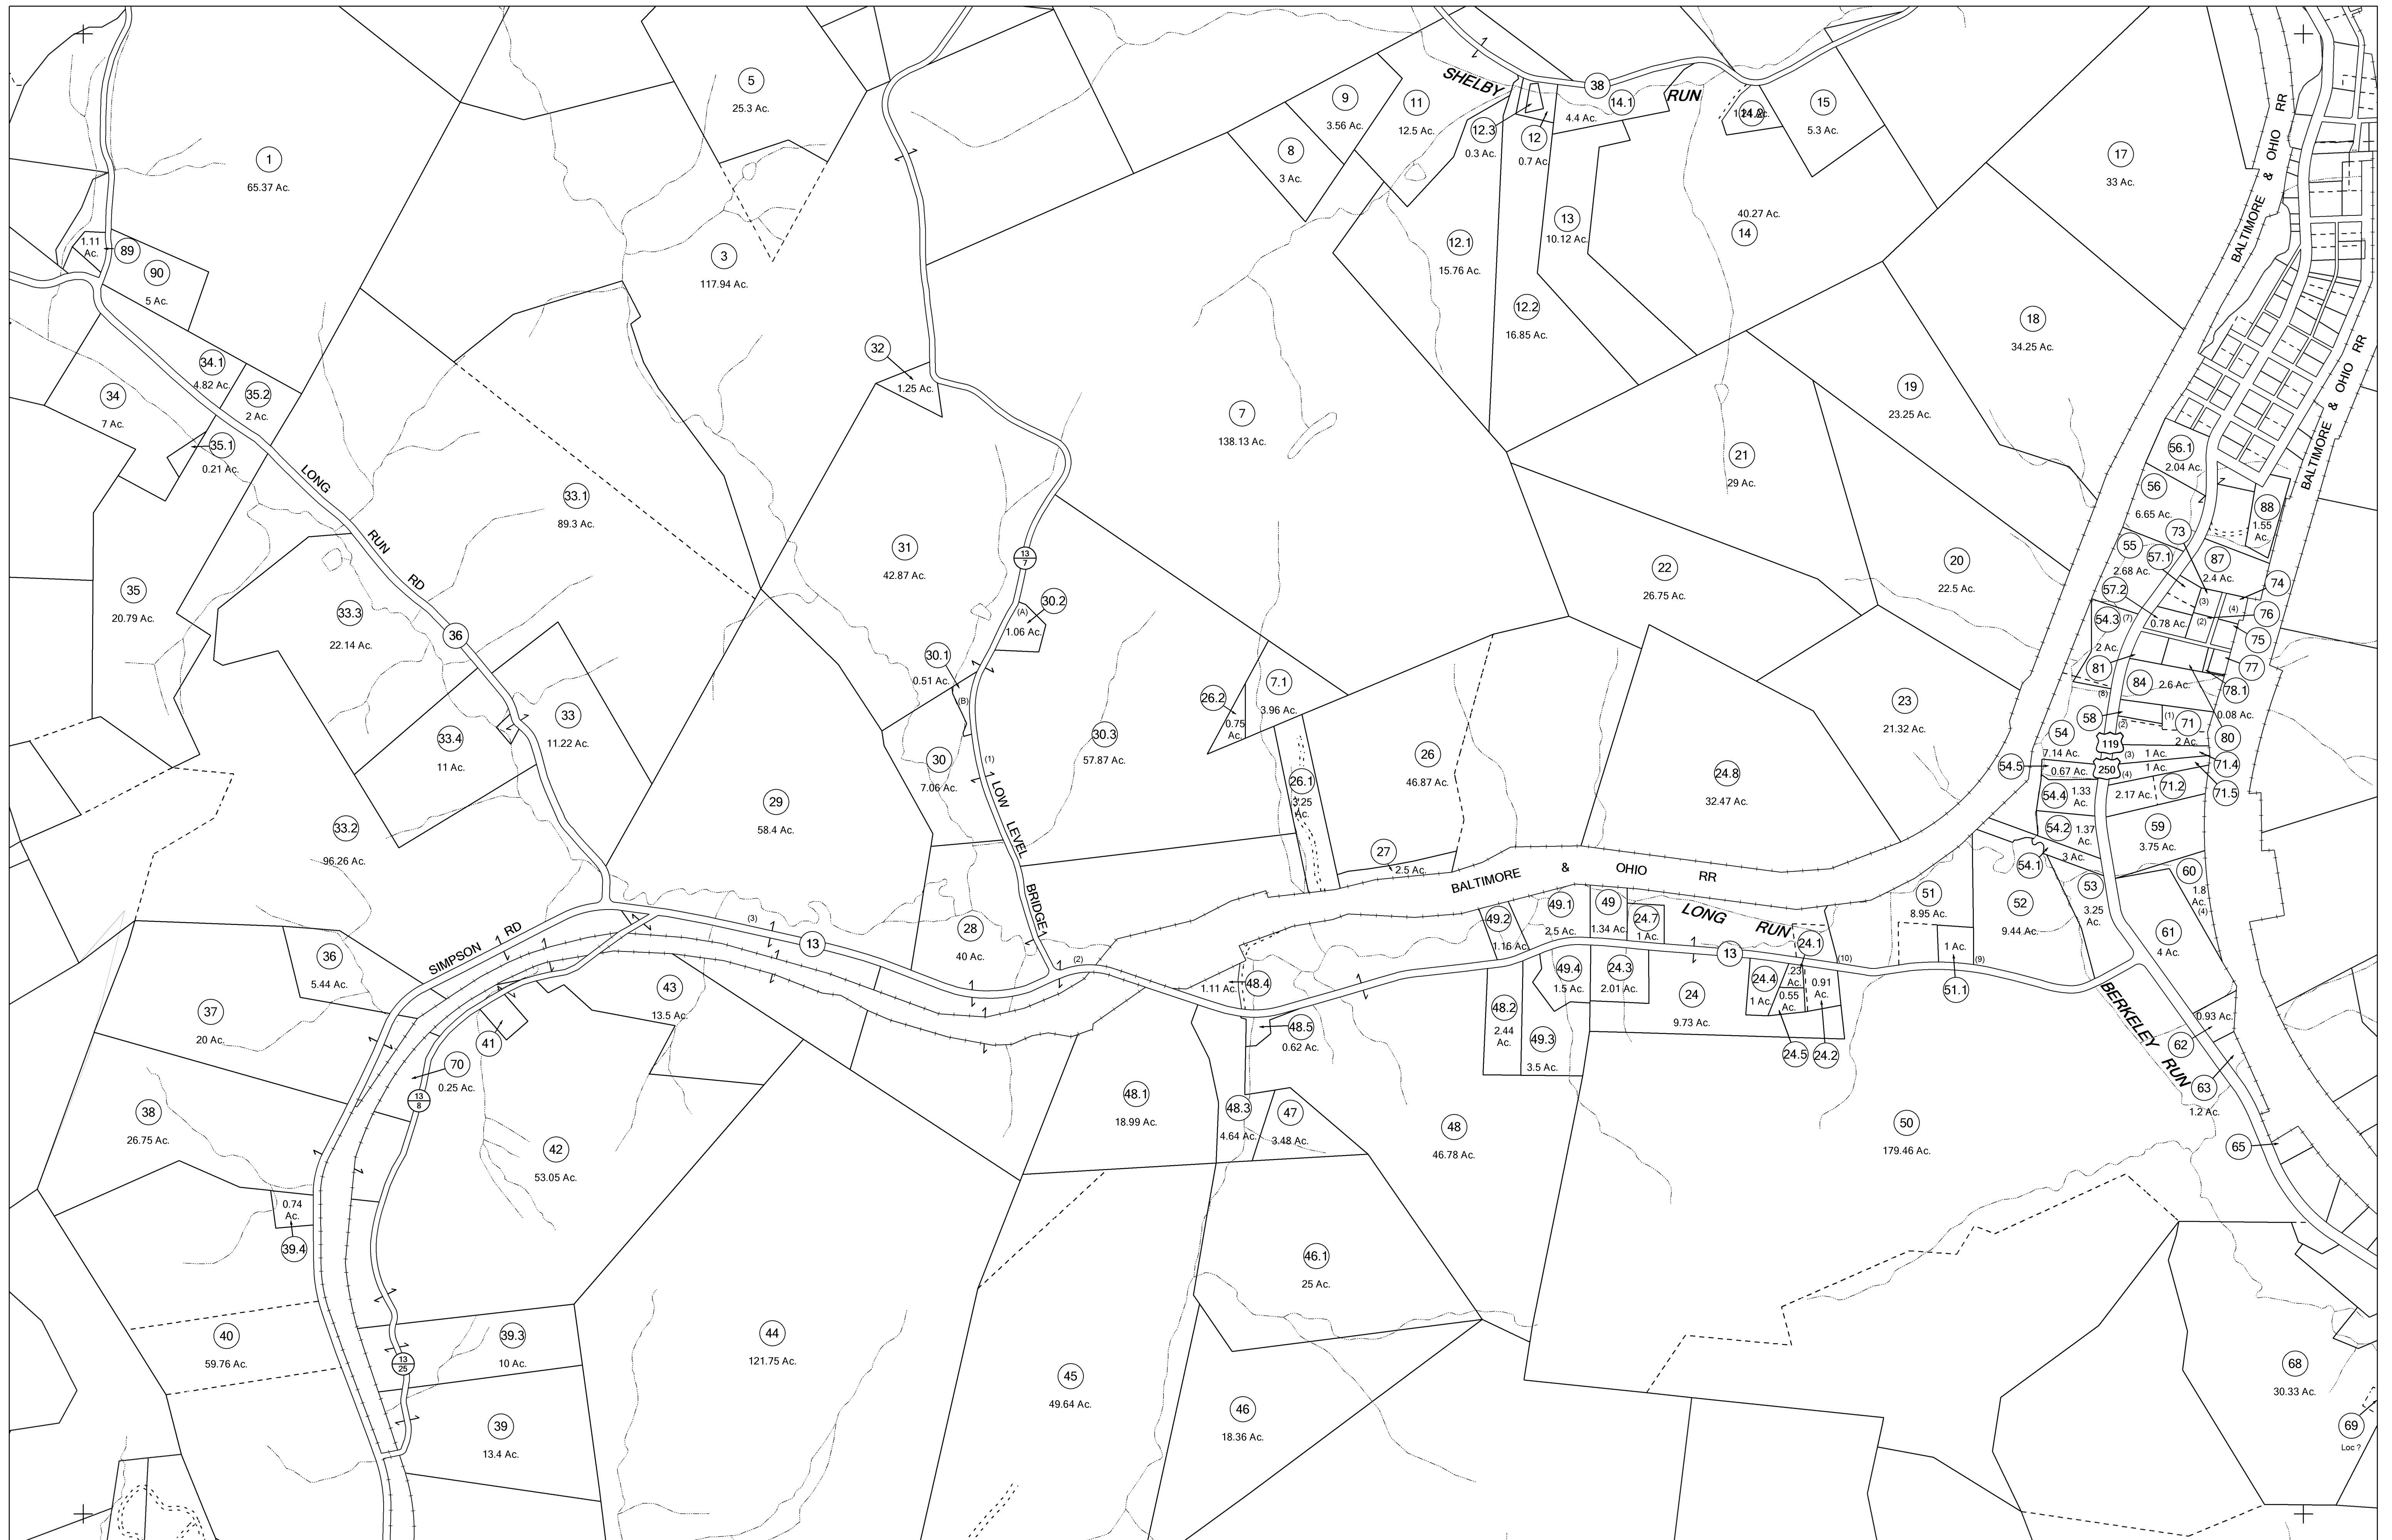 5
25.3 Ac.
38
9
3.56 Ac.
11
12.5 Ac.
SHELBY
RUN
14.1
4.4 Ac.
15
5.3 Ac.
12.3
0.3 Ac.
12
0.7 Ac.
8
3 Ac.
1
65.37 Ac.
17
33 Ac.
BALTIMORE & OHIO RR
1.11
Ac.
89
90
5 Ac.
3
117.94 Ac.
12.1
15.76 Ac.
13
10.12 Ac.
40.27 Ac.
14
12.2
16.85 Ac.
18
34.25 Ac.
BALTIMORE & OHIO RR
34.1
4.82 Ac.
35.2
2 Ac.
34
7 Ac.
35.1
0.21 Ac.
32
1.25 Ac.
7
138.13 Ac.
19
23.25 Ac.
21
29 Ac.
LONG
RUN
RD
33.1
89.3 Ac.
31
42.87 Ac.
13
7
22
26.75 Ac.
20
22.5 Ac.
56.1
2.04 Ac.
56
6.65 Ac.
88
1.55
Ac.
73
55
57.1
2.68 Ac.
87
2.4 Ac.
74
57.2
(3)
(4)
76
54.3
(7)
0.78 Ac.
(2)
75
2 Ac.
81
77
84
2.6 Ac.
78.1
(8)
0.08 Ac.
58
(2)
(1)
71
2 Ac.
80
35
20.79 Ac.
33.3
22.14 Ac.
36
30.2
(A)
1.06 Ac.
30.1
0.51 Ac.
(B)
33
11.22 Ac.
33.4
11 Ac.
30
7.06 Ac.
(1)
LOW
LEVEL
BRIDGE
30.3
57.87 Ac.
26.2
0.75
Ac.
7.1
3.96 Ac.
26.1
3.25
Ac.
26
46.87 Ac.
24.8
32.47 Ac.
23
21.32 Ac.
54
7.14 Ac.
119
(3)
1 Ac.
71.4
54.5
0.67 Ac.
250
(4)
1 Ac.
71.5
54.4
1.33
Ac.
2.17 Ac.
71.2
54.2
1.37
Ac.
59
3.75 Ac.
54.1
3 Ac.
60
1.8
Ac.
(4)
33.2
96.26 Ac.
29
58.4 Ac.
27
2.5 Ac.
BALTIMORE & OHIO RR
51
8.95 Ac.
52
9.44 Ac.
53
3.25
Ac.
61
4 Ac.
SIMPSON RD
(3)
13
28
40 Ac.
(2)
49.2
1.16 Ac.
49.1
2.5 Ac.
49
1.34 Ac.
24.7
1 Ac.
LONG
RUN
13
24.1
(10)
1 Ac.
51.1
(9)
36
5.44 Ac.
37
20 Ac.
43
13.5 Ac.
41
70
0.25 Ac.
13
8
1.11 Ac.
48.4
48.5
0.62 Ac.
48.2
2.44
Ac.
49.4
1.5 Ac.
49.3
3.5 Ac.
24.3
2.01 Ac.
24
9.73 Ac.
24.4
1 Ac.
.23
Ac.
0.55
Ac.
0.91
Ac.
24.5
24.2
BERKELEY
RUN
0.93 Ac.
62
63
1.2 Ac.
65
38
26.75 Ac.
42
53.05 Ac.
48.1
18.99 Ac.
48.3
4.64 Ac.
47
3.48 Ac.
48
46.78 Ac.
50
179.46 Ac.
0.74
Ac.
39.4
46.1
25 Ac.
40
59.76 Ac.
39.3
10 Ac.
13
25
44
121.75 Ac.
39
13.4 Ac.
45
49.64 Ac.
46
18.36 Ac.
68
30.33 Ac.
69
Loc ?